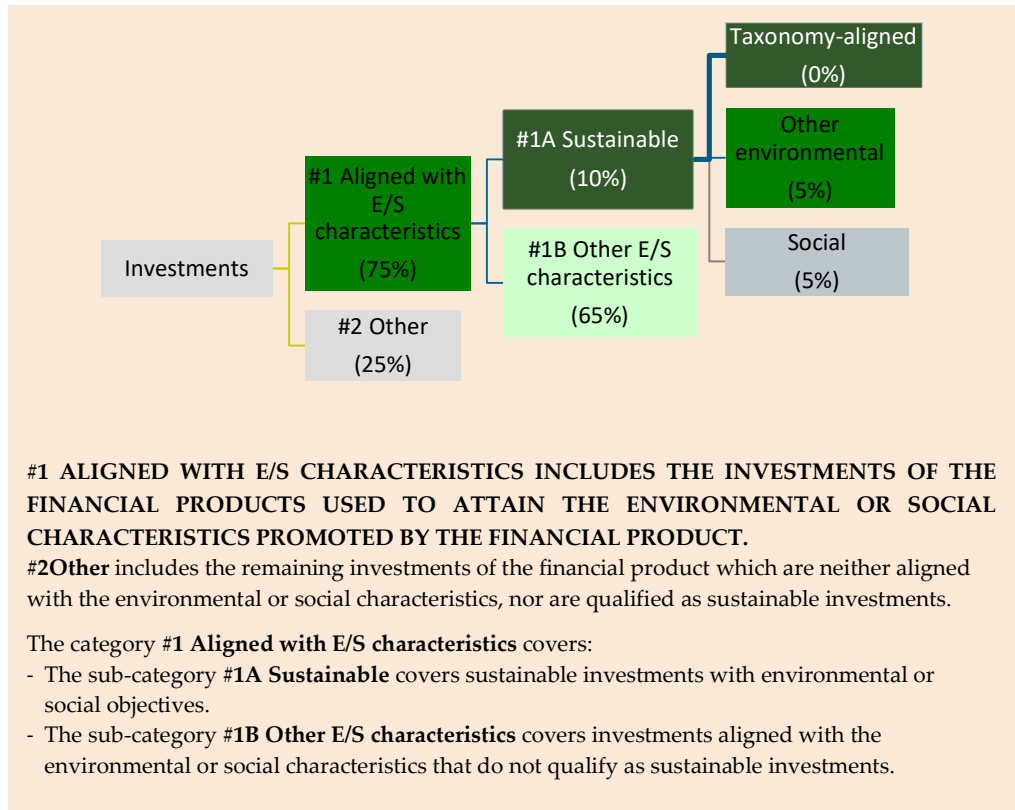 Taxonomy-aligned
(0%)
#1A Sustainable
(10%)
Other
environmental
(5%)
#1 Aligned with
E/S
characteristics
(75%)
Investments
#1B Other E/S
characteristics
(65%)
Social
(5%)
#2 Other
(25%)
#1 ALIGNED WITH E/S CHARACTERISTICS INCLUDES THE INVESTMENTS OF THE
FINANCIAL PRODUCTS USED TO ATTAIN THE ENVIRONMENTAL OR SOCIAL
CHARACTERISTICS PROMOTED BY THE FINANCIAL PRODUCT.
#2Other includes the remaining investments of the financial product which are neither aligned
with the environmental or social characteristics, nor are qualified as sustainable investments.
The category #1 Aligned with E/S characteristics covers:
- The sub-category #1A Sustainable covers sustainable investments with environmental or
social objectives.
- The sub-category #1B Other E/S characteristics covers investments aligned with the
environmental or social characteristics that do not qualify as sustainable investments.